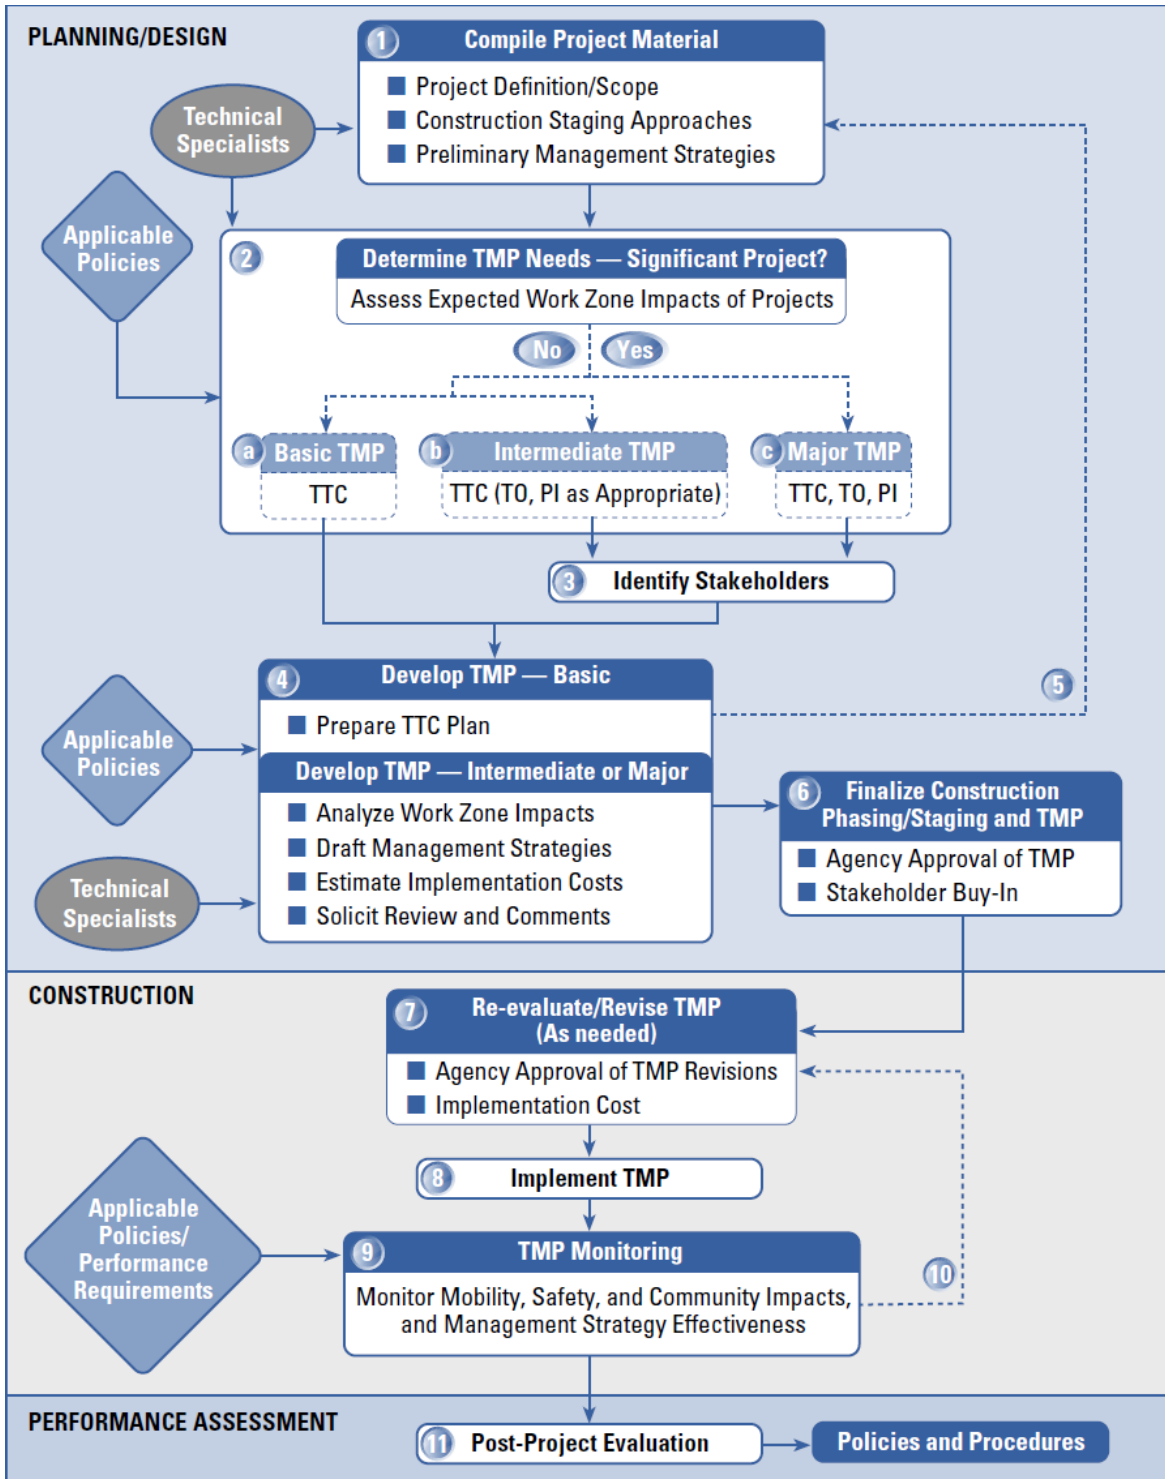 PLANNING/DESIGN
1
Compile Project Material
Project Definition/Scope
Construction Staging Approaches
Preliminary Management Strategies
Technical
Specialists
Applicable
Policies
2
Determine TMP Needs — Significant Project?
Assess Expected Work Zone Impacts of Projects
No
Yes
a
Basic TMP
TTC
b
Intermediate TMP
TTC (TO, PI as Appropriate)
c
Major TMP
TTC, TO, PI
3
Identify Stakeholders
4
Develop TMP — Basic
Prepare TTC Plan
5
Applicable
Policies
Develop TMP — Intermediate or Major
Analyze Work Zone Impacts
Draft Management Strategies
Estimate Implementation Costs
Solicit Review and Comments
Technical
Specialists
6
Finalize Construction
Phasing/Staging and TMP
Agency Approval of TMP
Stakeholder Buy-In
CONSTRUCTION
7
Re-evaluate/Revise TMP
(As needed)
Agency Approval of TMP Revisions
Implementation Cost
8
Implement TMP
Applicable
Policies/
Performance
Requirements
9
TMP Monitoring
Monitor Mobility, Safety, and Community Impacts,
and Management Strategy Effectiveness
10
PERFORMANCE ASSESSMENT
11
Post-Project Evaluation
Policies and Procedures